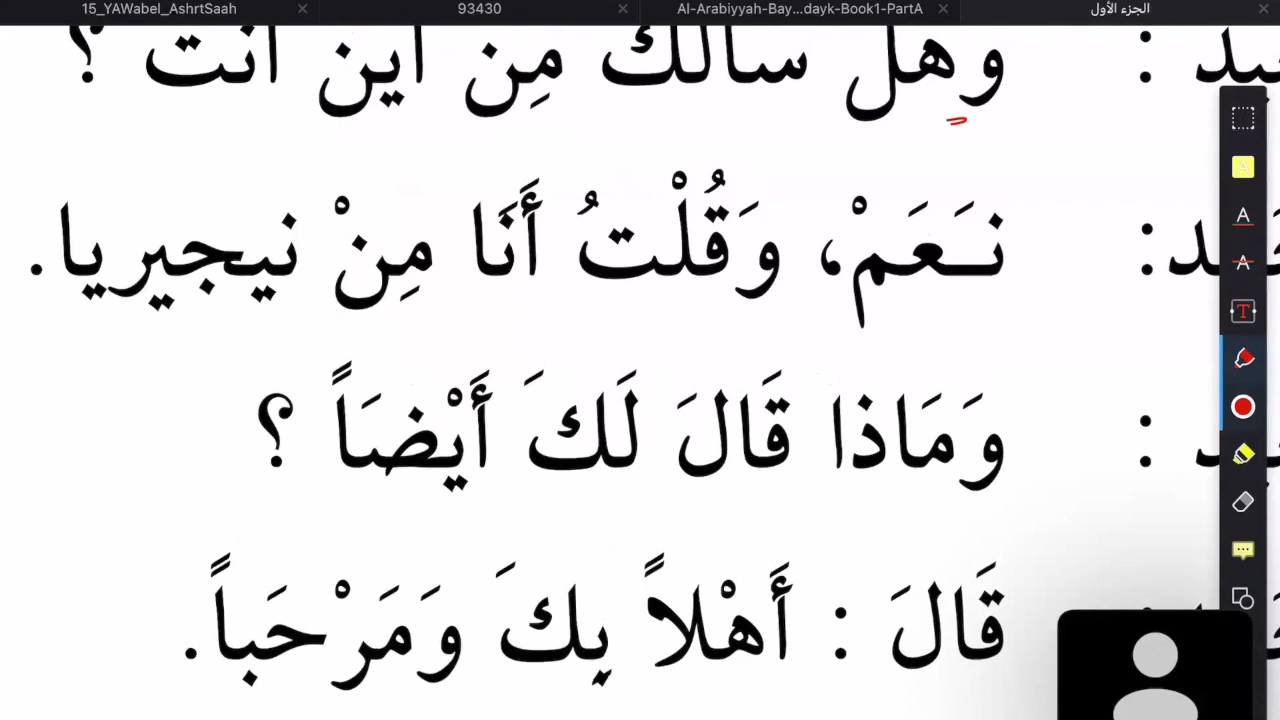 15_YAWabel_AshrtSaah
93430
Al-Arabiyyah-Bay...dayk-Book1-PartA
الجزء الأول
وهل سألك مِن أين أنت ؟
نـعَـمْ، وَقُلْتُ أَنَا مِنْ نيجيريا.
وَمَاذا قَالَ لَكَ أَيْضَاً ؟
قَالَ : أَهْلاً بِكَ وَمَرْحَباً.